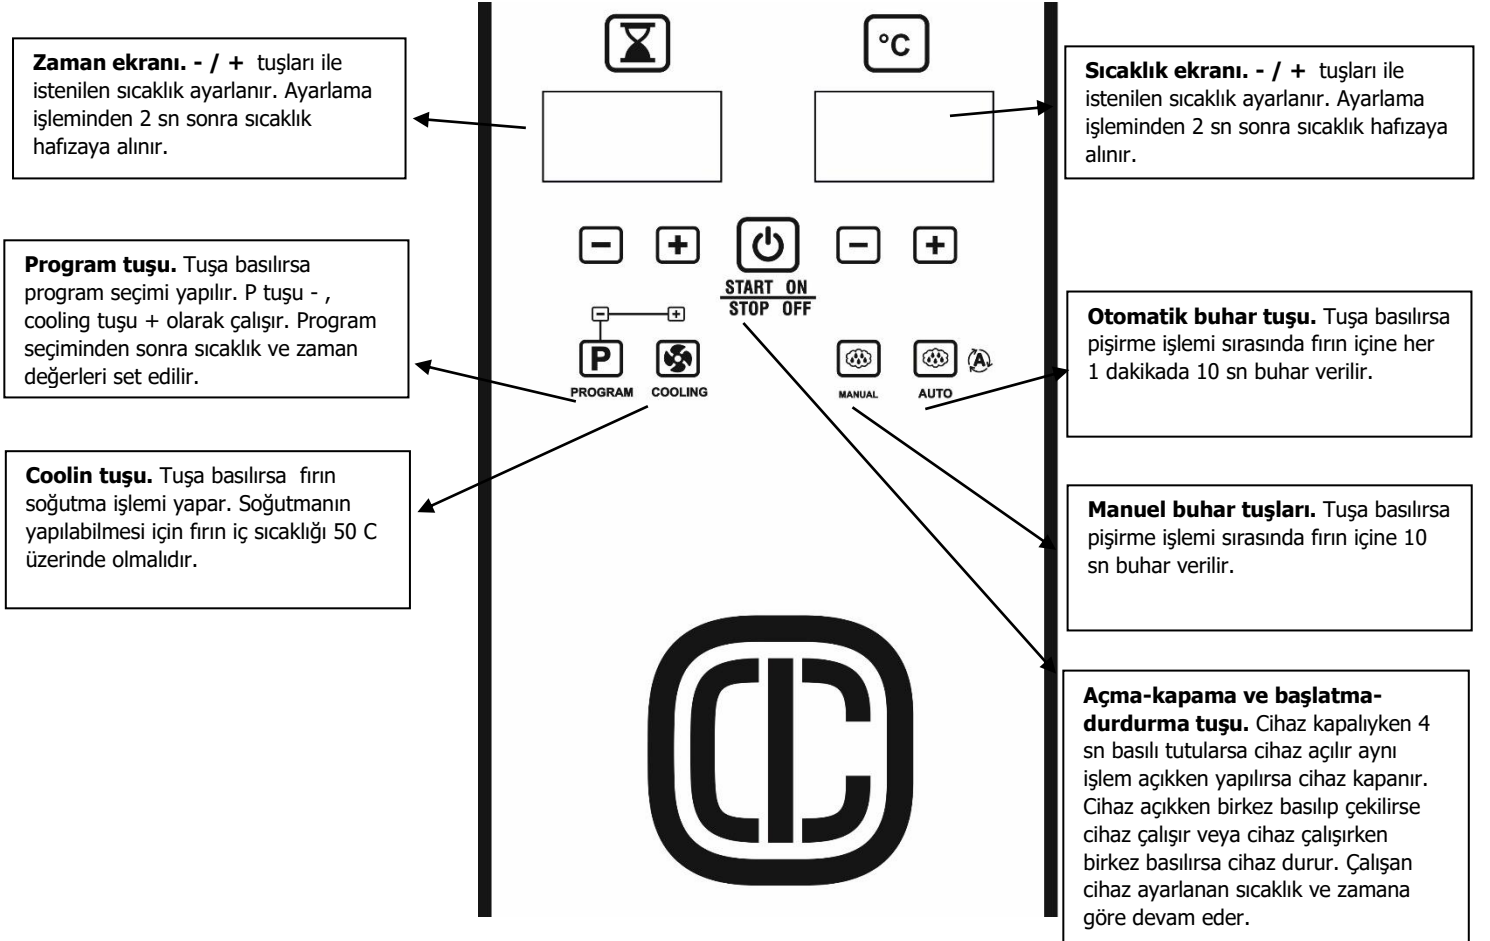 Zaman ekranı. - / + tuşları ile
istenilen sıcaklık ayarlanır. Ayarlama
işleminden 2 sn sonra sıcaklık
hafızaya alınır.
°C
Sıcaklık ekranı. - / + tuşları ile
istenilen sıcaklık ayarlanır. Ayarlama
işleminden 2 sn sonra sıcaklık hafızaya
alınır.
Program tuşu. Tuşa basılırsa
program seçimi yapılır. P tuşu - ,
cooling tuşu + olarak çalışır. Program
seçiminden sonra sıcaklık ve zaman
değerleri set edilir.
Coolin tuşu. Tuşa basılırsa fırın
soğutma işlemi yapar. Soğutmanın
yapılabilmesi için fırın iç sıcaklığı 50 C
üzerinde olmalıdır.
- + - +
START ON
STOP OFF
- +
P
A
PROGRAM COOLING MANUAL AUTO
Otomatik buhar tuşu. Tuşa basılırsa
pişirme işlemi sırasında fırın içine her
1 dakikada 10 sn buhar verilir.
Manuel buhar tuşları. Tuşa basılırsa
pişirme işlemi sırasında fırın içine 10
sn buhar verilir.
Açma-kapama ve başlatma-
durdurma tuşu. Cihaz kapalıyken 4
sn basılı tutularsa cihaz açılır aynı
işlem açıkken yapılırsa cihaz kapanır.
Cihaz açıkken birkez basılıp çekilirse
cihaz çalışır veya cihaz çalışırken
birkez basılırsa cihaz durur. Çalışan
cihaz ayarlanan sıcaklık ve zamana
göre devam eder.